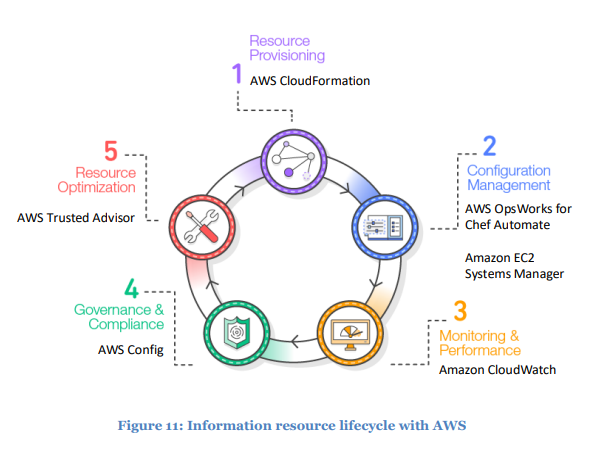 1
Resource
Provisioning
AWS CloudFormation
2
Configuration
Management
AWS OpsWorks for
Chef Automate
Amazon EC2
Systems Manager
3
Monitoring &
Performance
Amazon CloudWatch
4
Governance &
Compliance
AWS Config
5
Resource
Optimization
AWS Trusted Advisor
Figure 11: Information resource lifecycle with AWS